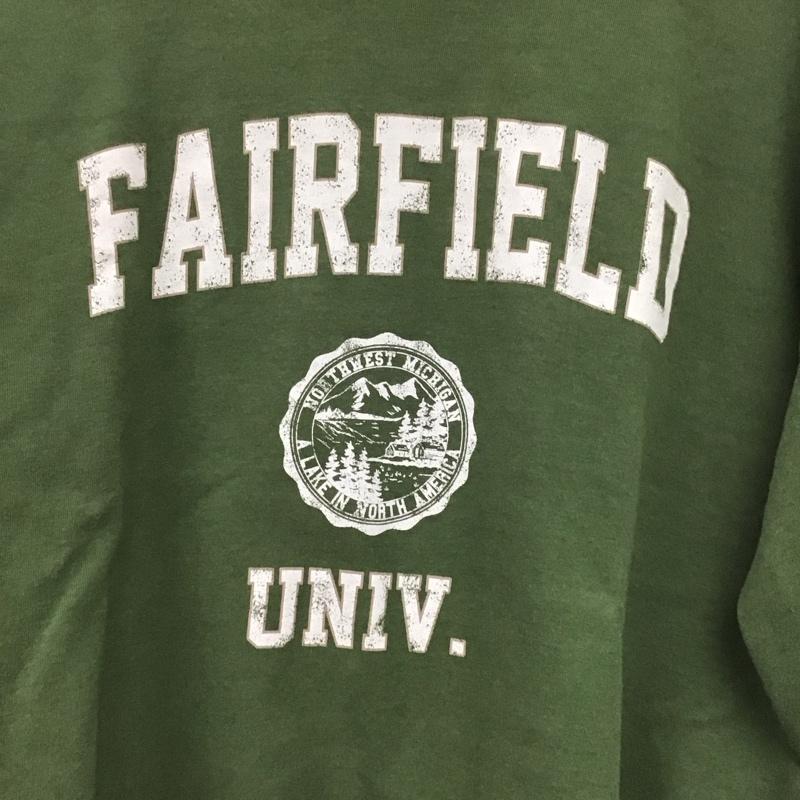 FAIRFIELD
NORTHWEST MICHIGAN
A LAKE IN NORTH AMERICA
UNIV.